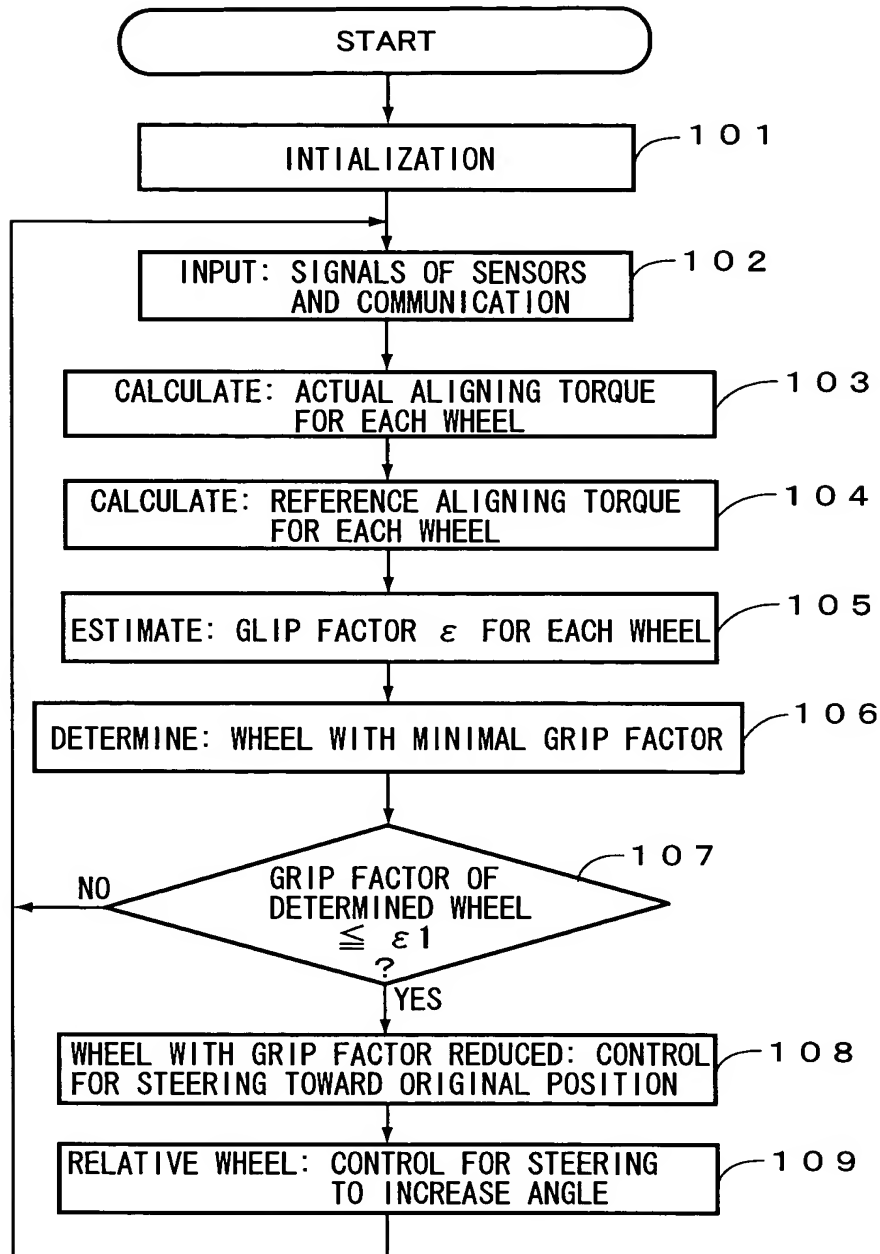 START
INTIALIZATION
101
INPUT: SIGNALS OF SENSORS
AND COMMUNICATION
102
CALCULATE: ACTUAL ALIGNING TORQUE
FOR EACH WHEEL
103
CALCULATE: REFERENCE ALIGNING TORQUE
FOR EACH WHEEL
104
ESTIMATE: GLIP FACTOR ε FOR EACH WHEEL
105
DETERMINE: WHEEL WITH MINIMAL GRIP FACTOR
106
GRIP FACTOR OF
DETERMINED WHEEL
≦ ε1
?
107
NO
YES
WHEEL WITH GRIP FACTOR REDUCED: CONTROL
FOR STEERING TOWARD ORIGINAL POSITION
108
RELATIVE WHEEL: CONTROL FOR STEERING
TO INCREASE ANGLE
109